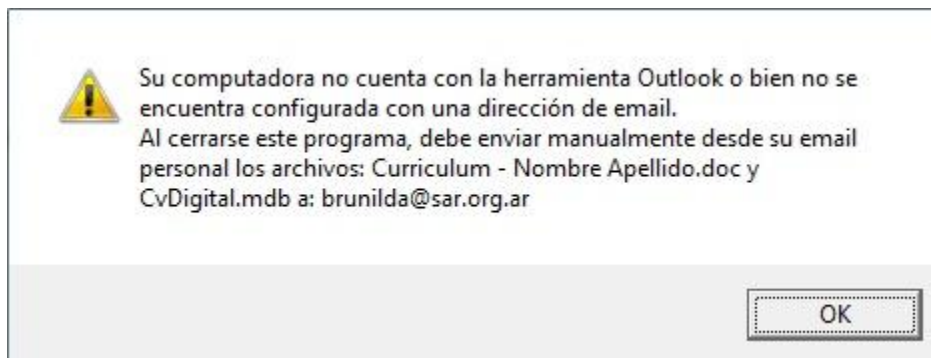 Su computadora no cuenta con la herramienta Outlook o bien no se
encuentra configurada con una dirección de email.
Al cerrarse este programa, debe enviar manualmente desde su email
personal los archivos: Curriculum - Nombre Apellido.doc y
CvDigital.mdb a: brunilda@sar.org.ar
OK